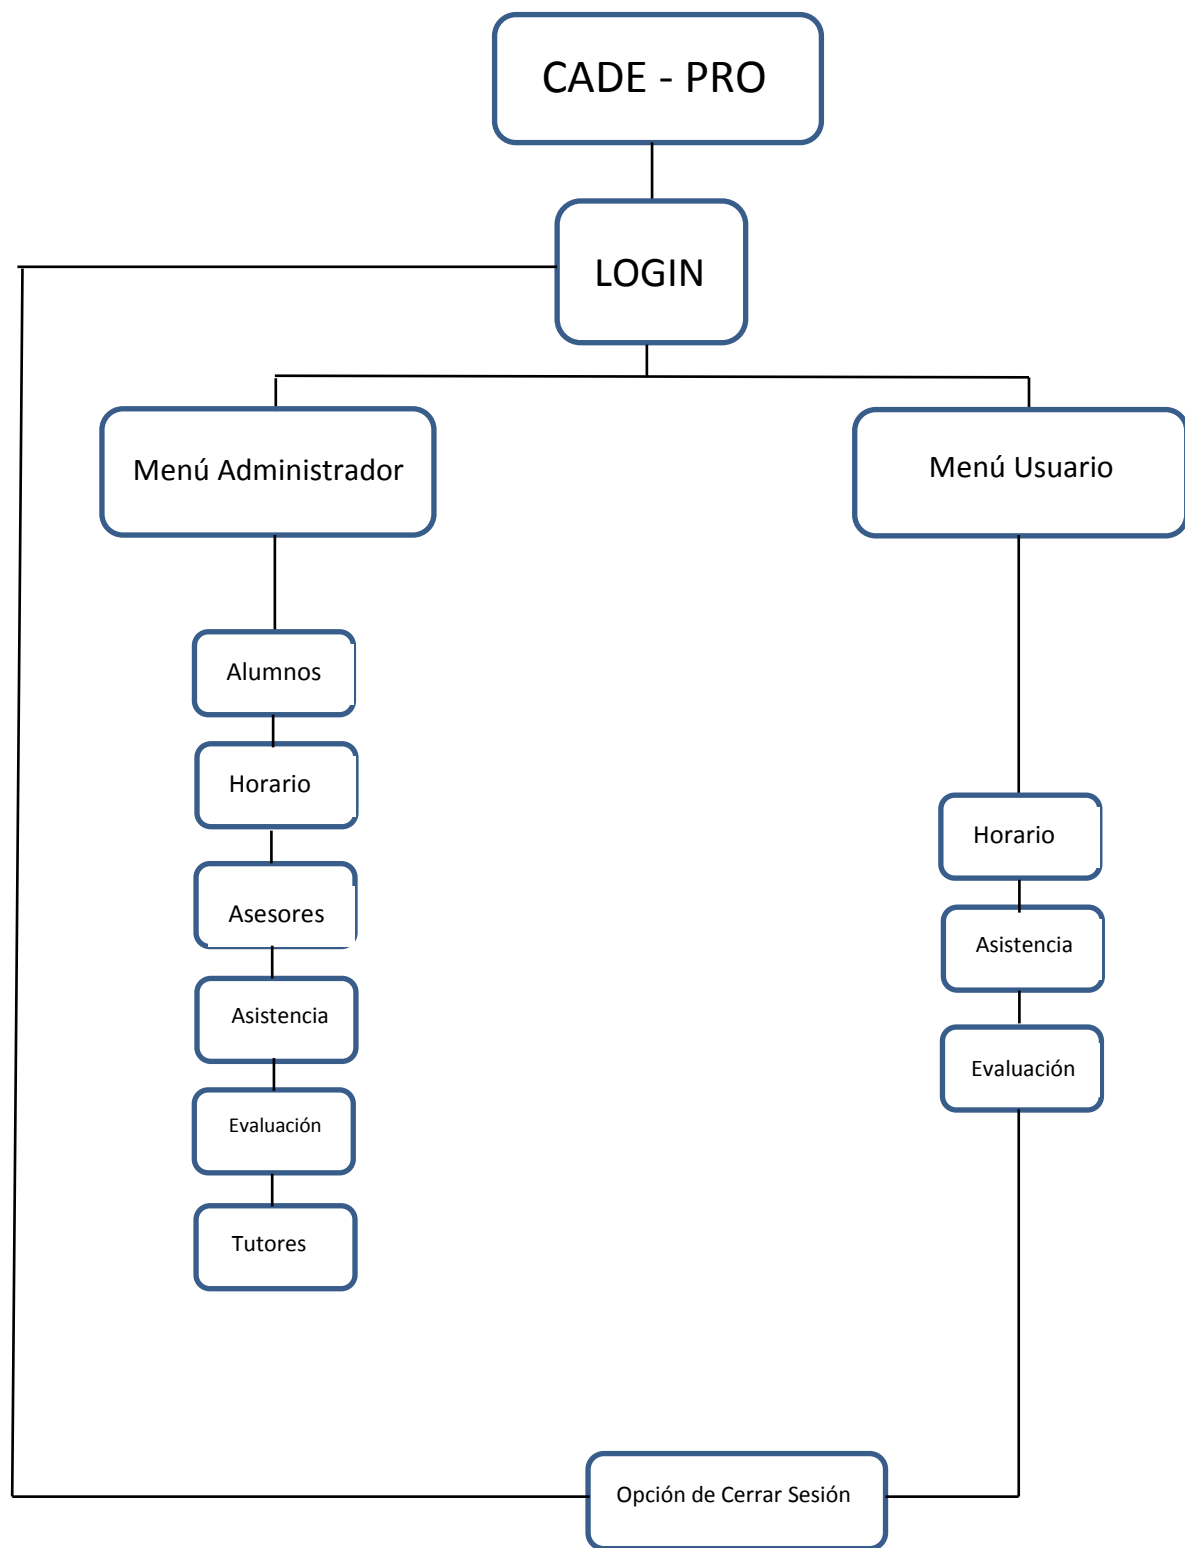 CADE - PRO
LOGIN
Menú Administrador
Menú Usuario
Alumnos
Horario
Asesores
Asistencia
Evaluación
Tutores
Horario
Asistencia
Evaluación
Opción de Cerrar Sesión